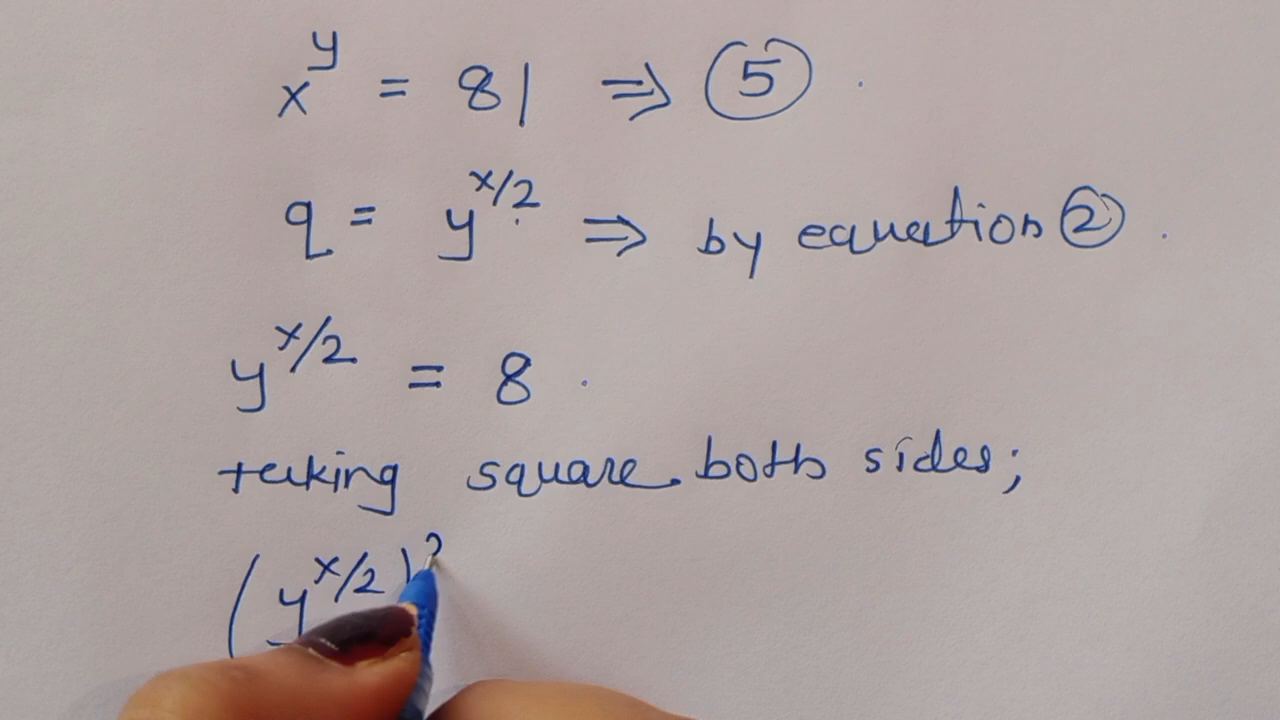 x^y = 81 ⇒ ⑤.
q = y^x/2 ⇒ by equation ②.
y^x/2 = 8.
taking square both sides;
(y^x/2)^2